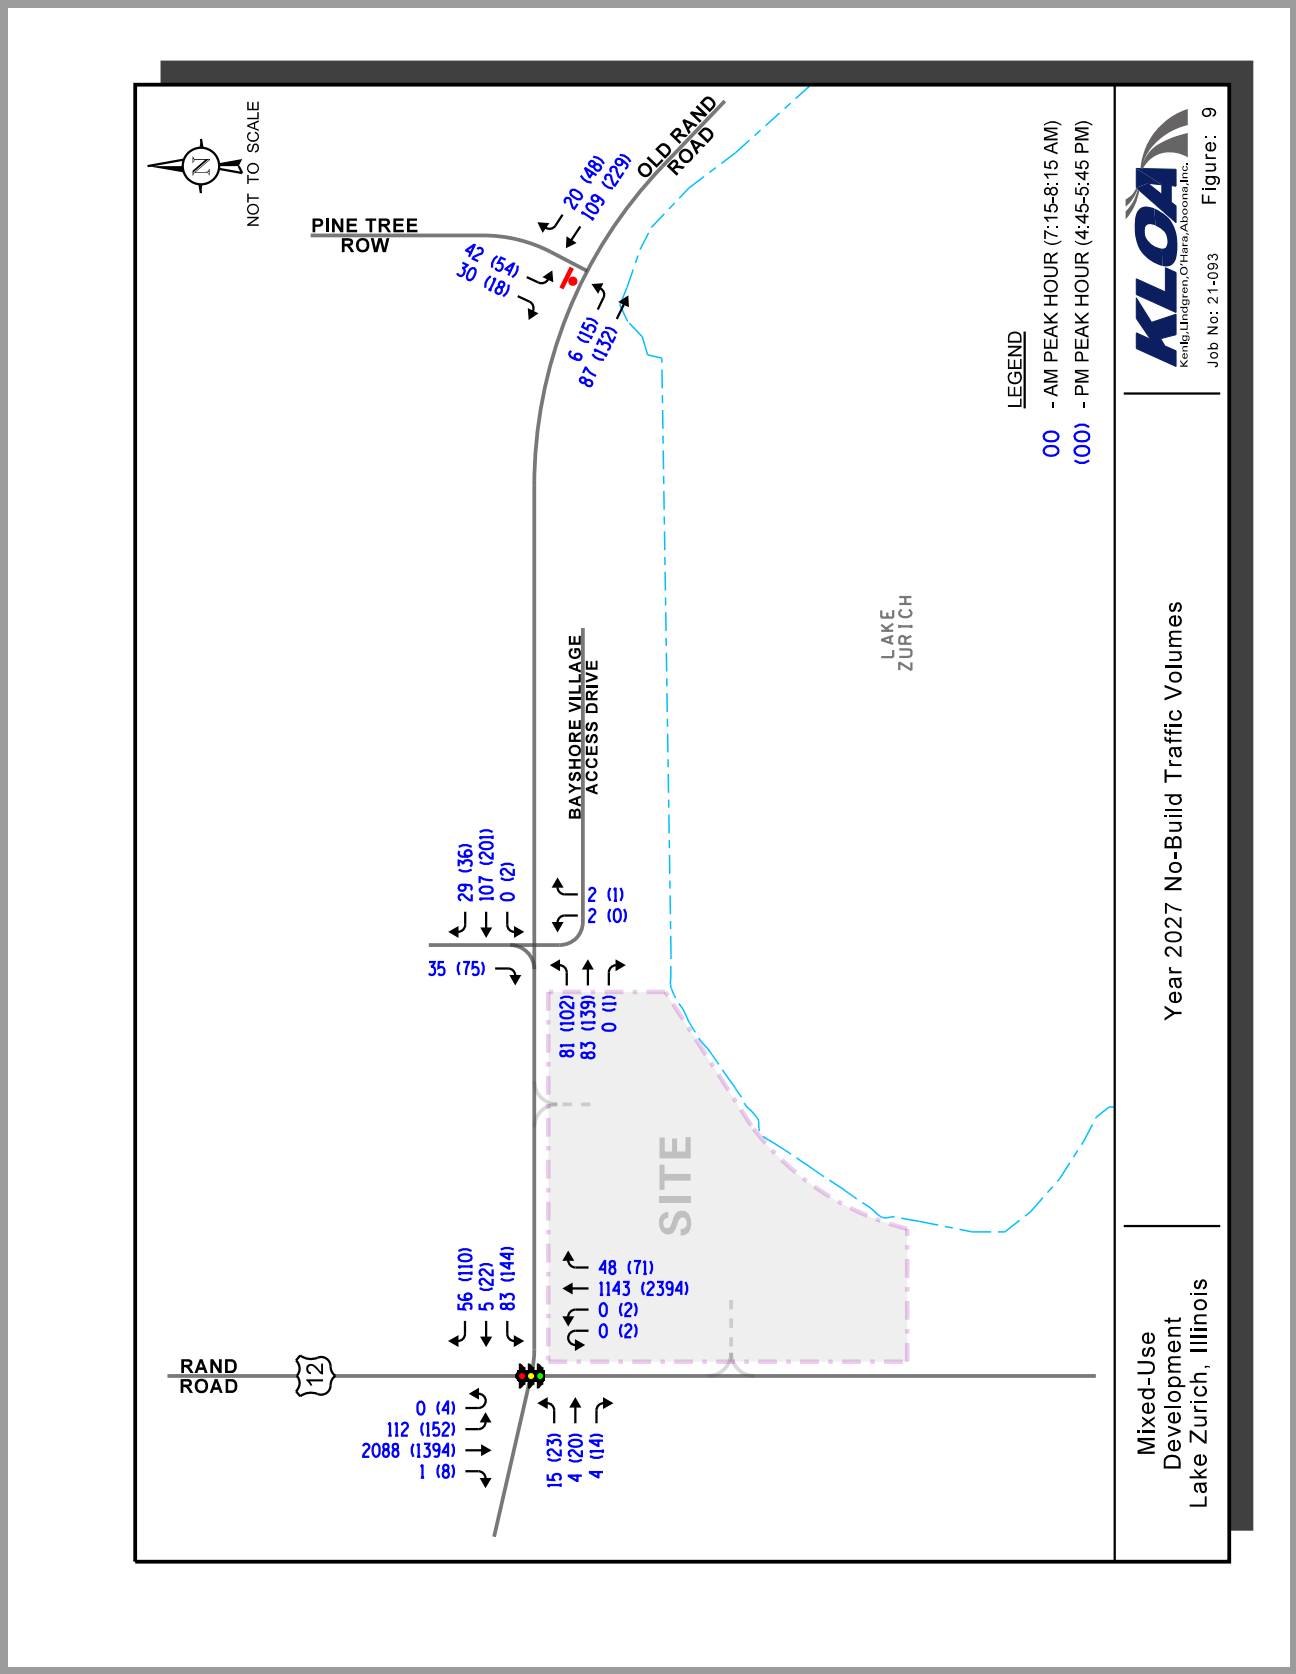 NOT TO SCALE
N
PINE TREE
ROW
OLD RAND
ROAD
20 (48)
109 (229)
42 (54)
30 (18)
6 (15)
87 (132)
BAYSHORE VILLAGE
ACCESS DRIVE
29 (36)
107 (201)
0 (2)
2 (1)
2 (0)
35 (75)
81 (102)
83 (139)
0 (1)
LAKE
ZURICH
SITE
56 (110)
5 (22)
83 (144)
48 (71)
1143 (2394)
0 (2)
0 (2)
RAND
ROAD
12
0 (4)
112 (152)
2088 (1394)
1 (8)
15 (23)
4 (20)
4 (14)
LEGEND
00 - AM PEAK HOUR (7:15-8:15 AM)
(00) - PM PEAK HOUR (4:45-5:45 PM)
Mixed-Use
Development
Lake Zurich, Illinois
Year 2027 No-Build Traffic Volumes
KLOA
Kenig,Lindgren,O'Hara,Aboona,Inc.
Job No: 21-093
Figure: 9